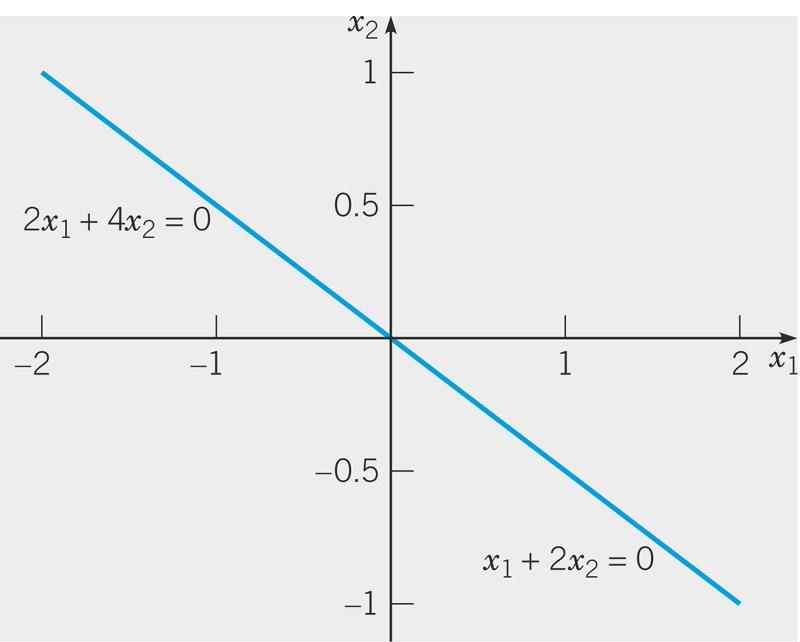 x₂
1
0.5
2x₁ + 4x₂ = 0
−2
−1
1
2
x₁
−0.5
x₁ + 2x₂ = 0
−1